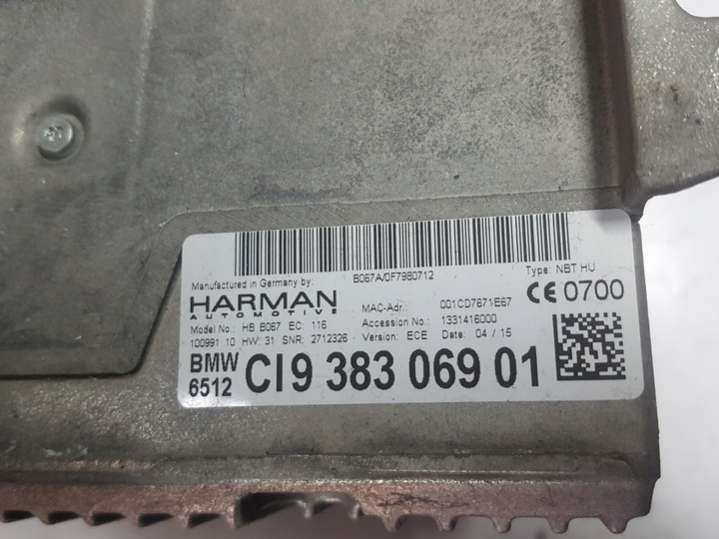 B067A/0F7980712
Manufactured in Germany by: Type: NBT HU
HARMAN MAC-Adr.: 001CD7671E67 CE 0700
AUTOMOTIVE Accession No.: 1331416000
Model No.: HB B067 EC: 116 Version: ECE Date: 04 / 15
100991 10 HW: 31 SNR: 2712326
BMW CI9 383 069 01
6512